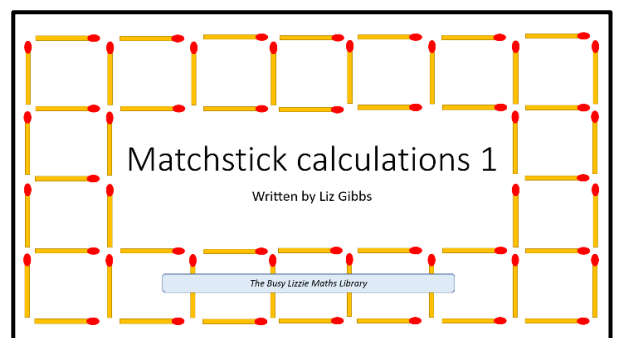 Matchstick calculations 1
Written by Liz Gibbs
The Busy Lizzie Maths Library